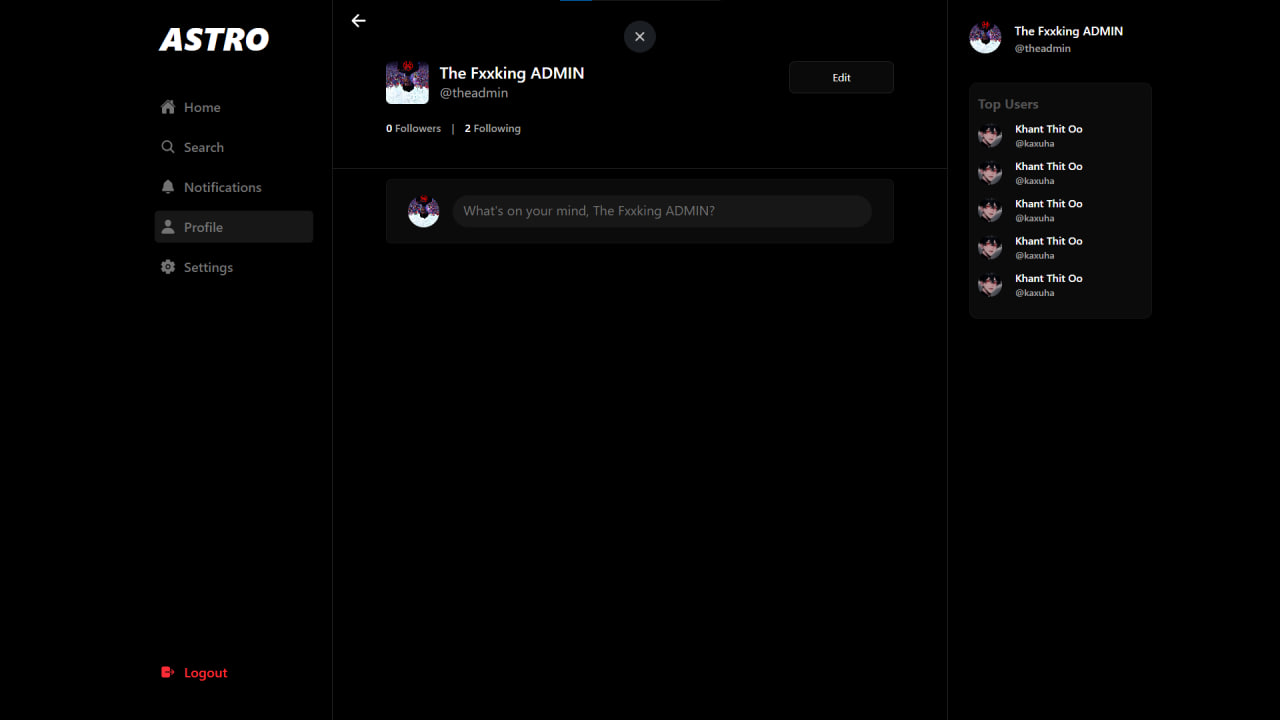 ASTRO
Home
Search
Notifications
Profile
Settings
Logout
The Fxxking ADMIN
@theadmin
Edit
0 Followers | 2 Following
What's on your mind, The Fxxking ADMIN?
The Fxxking ADMIN
@theadmin
Top Users
Khant Thit Oo
@kaxuha
Khant Thit Oo
@kaxuha
Khant Thit Oo
@kaxuha
Khant Thit Oo
@kaxuha
Khant Thit Oo
@kaxuha